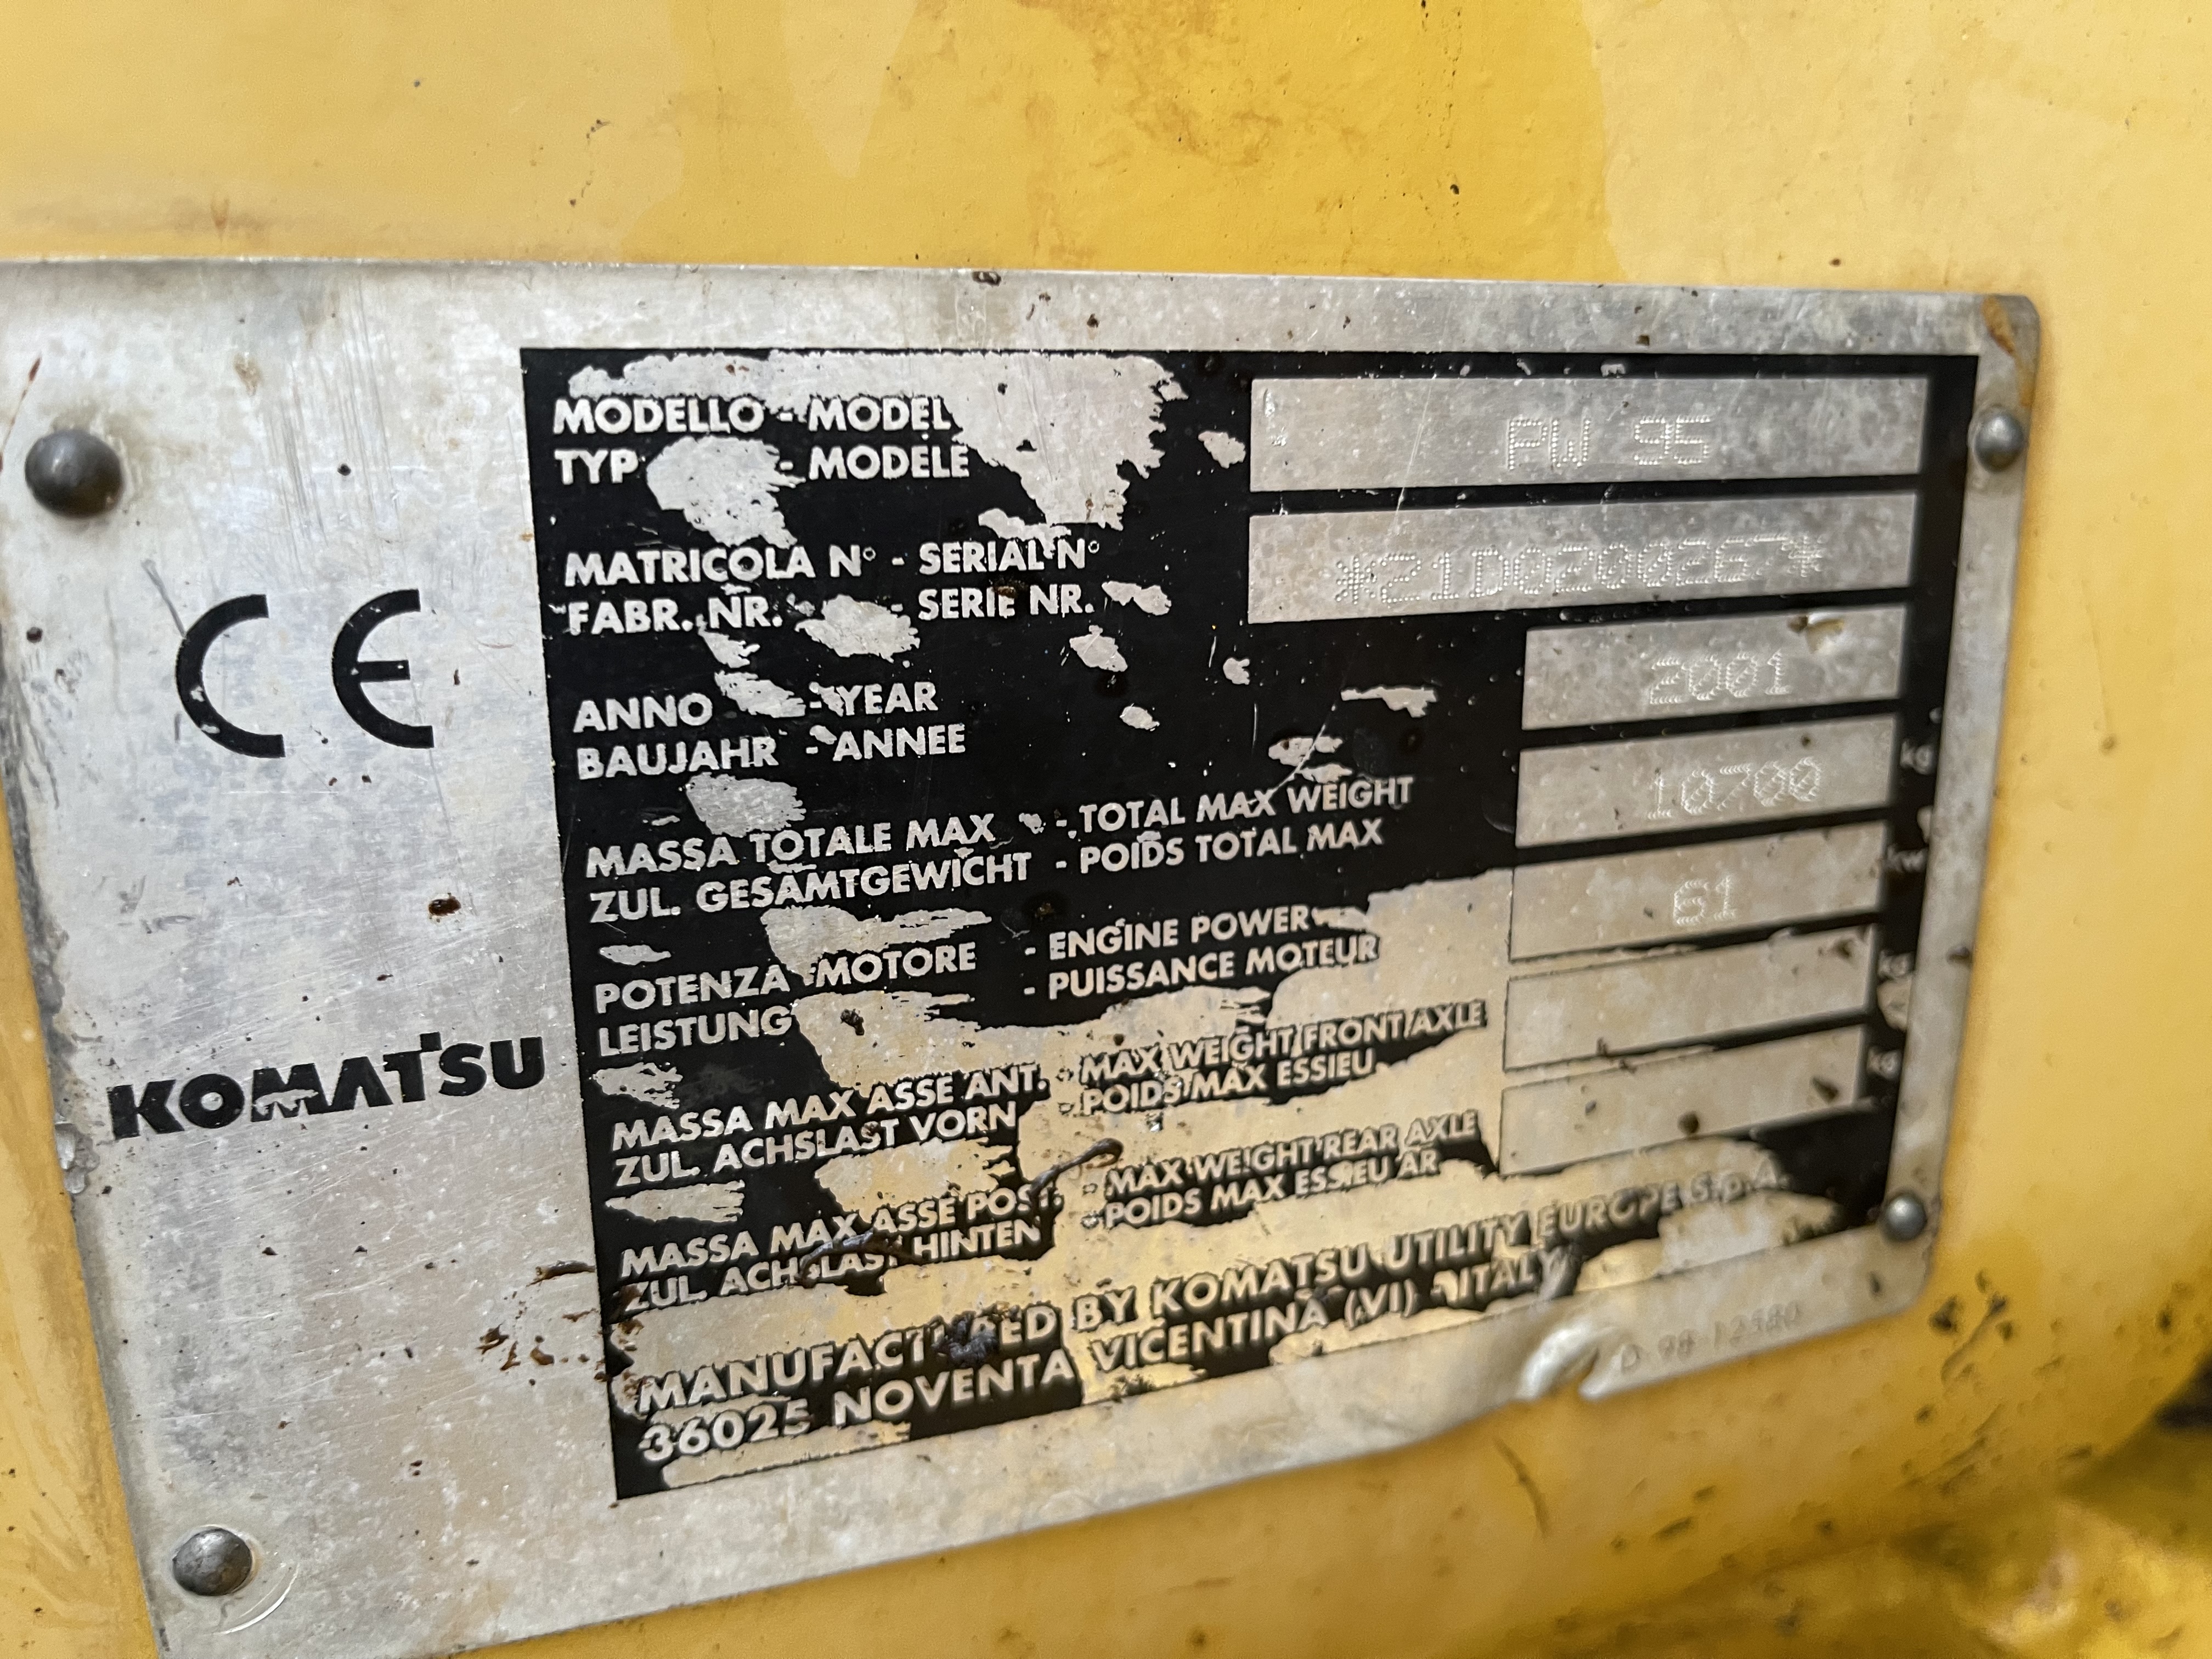 MODELLO - MODEL
TYP - MODELE
PW 95
MATRICOLA N° - SERIAL N°
FABR. NR. - SERIE NR.
*21D0200267*
ANNO - YEAR
BAUJAHR - ANNEE
2001
MASSA TOTALE MAX - TOTAL MAX WEIGHT
ZUL. GESAMTGEWICHT - POIDS TOTAL MAX
10700 kg
POTENZA MOTORE - ENGINE POWER
LEISTUNG - PUISSANCE MOTEUR
61 kw
MASSA MAX ASSE ANT. - MAX WEIGHT FRONT AXLE
ZUL. ACHSLAST VORN - POIDS MAX ESSIEU
kg
MASSA MAX ASSE POST. - MAX WEIGHT REAR AXLE
ZUL. ACHSLAST HINTEN - POIDS MAX ESSIEU AR
kg
MANUFACTURED BY KOMATSU UTILITY EUROPE S.p.A.
36025 NOVENTA VICENTINA (VI) - ITALY
CE
KOMATSU